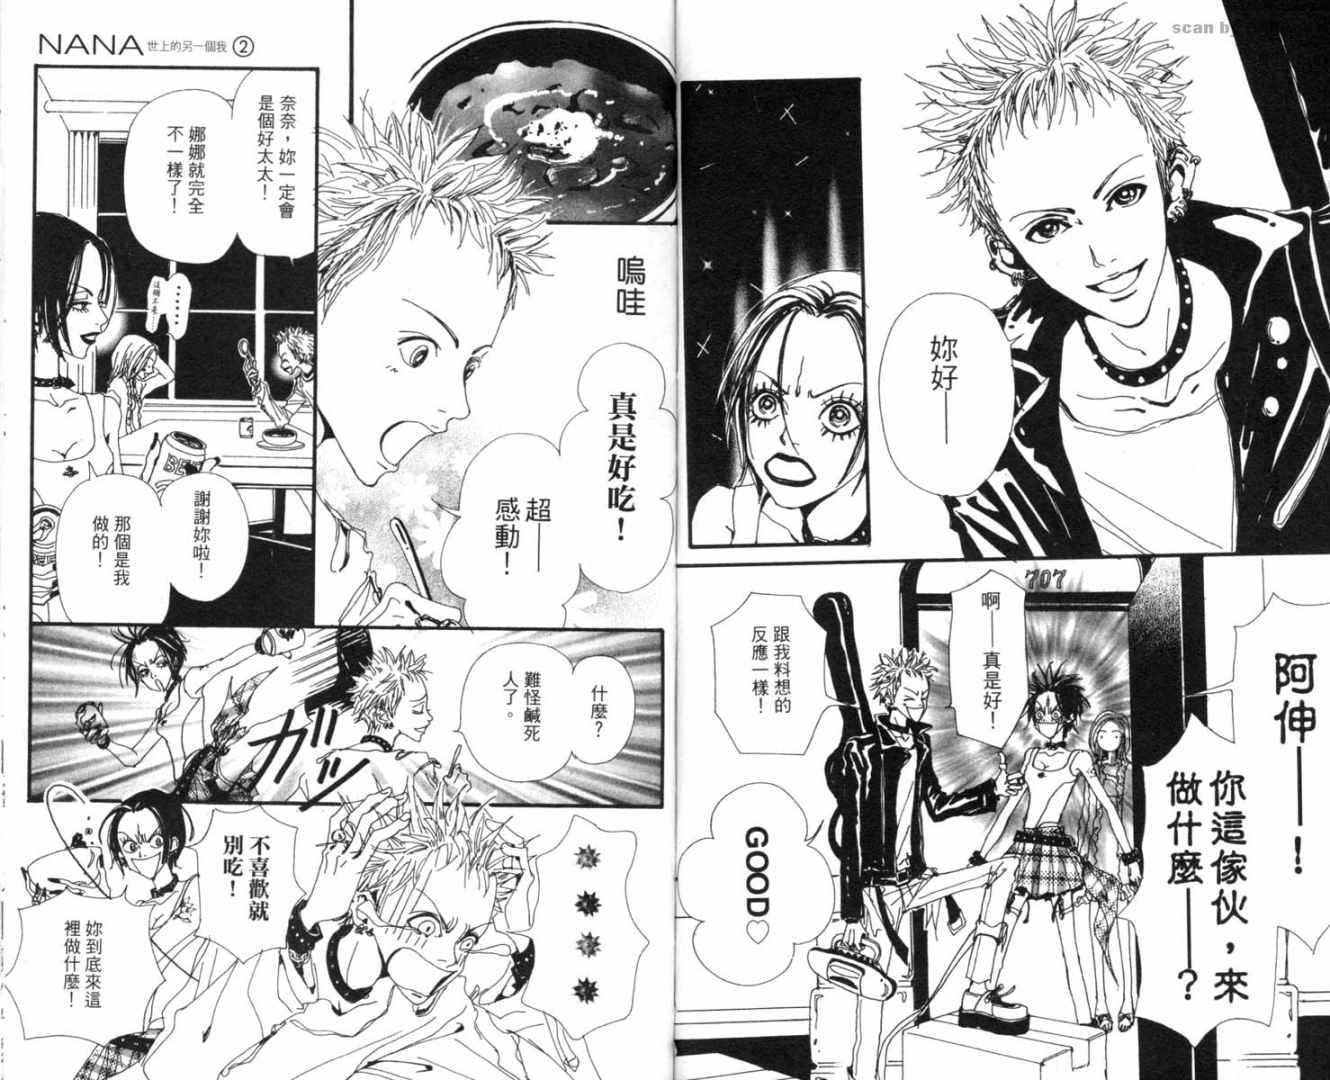 scan b
妳好——
707
阿伸——！
你這傢伙，來
做什麼——？
啊——真是好！
跟我料想的
反應一樣！
GOOD♡
NANA 世上的另一個我 ②
嗚哇
真是好吃！
超——
感動！
奈奈，妳一定會
是個好太太！
娜娜就完全
不一樣了！
……
謝謝妳啦！
那個是我
做的！
什麼？
難怪鹹死
人了。
ガッ
不喜歡就
別吃！
妳到底來這
裡做什麼！